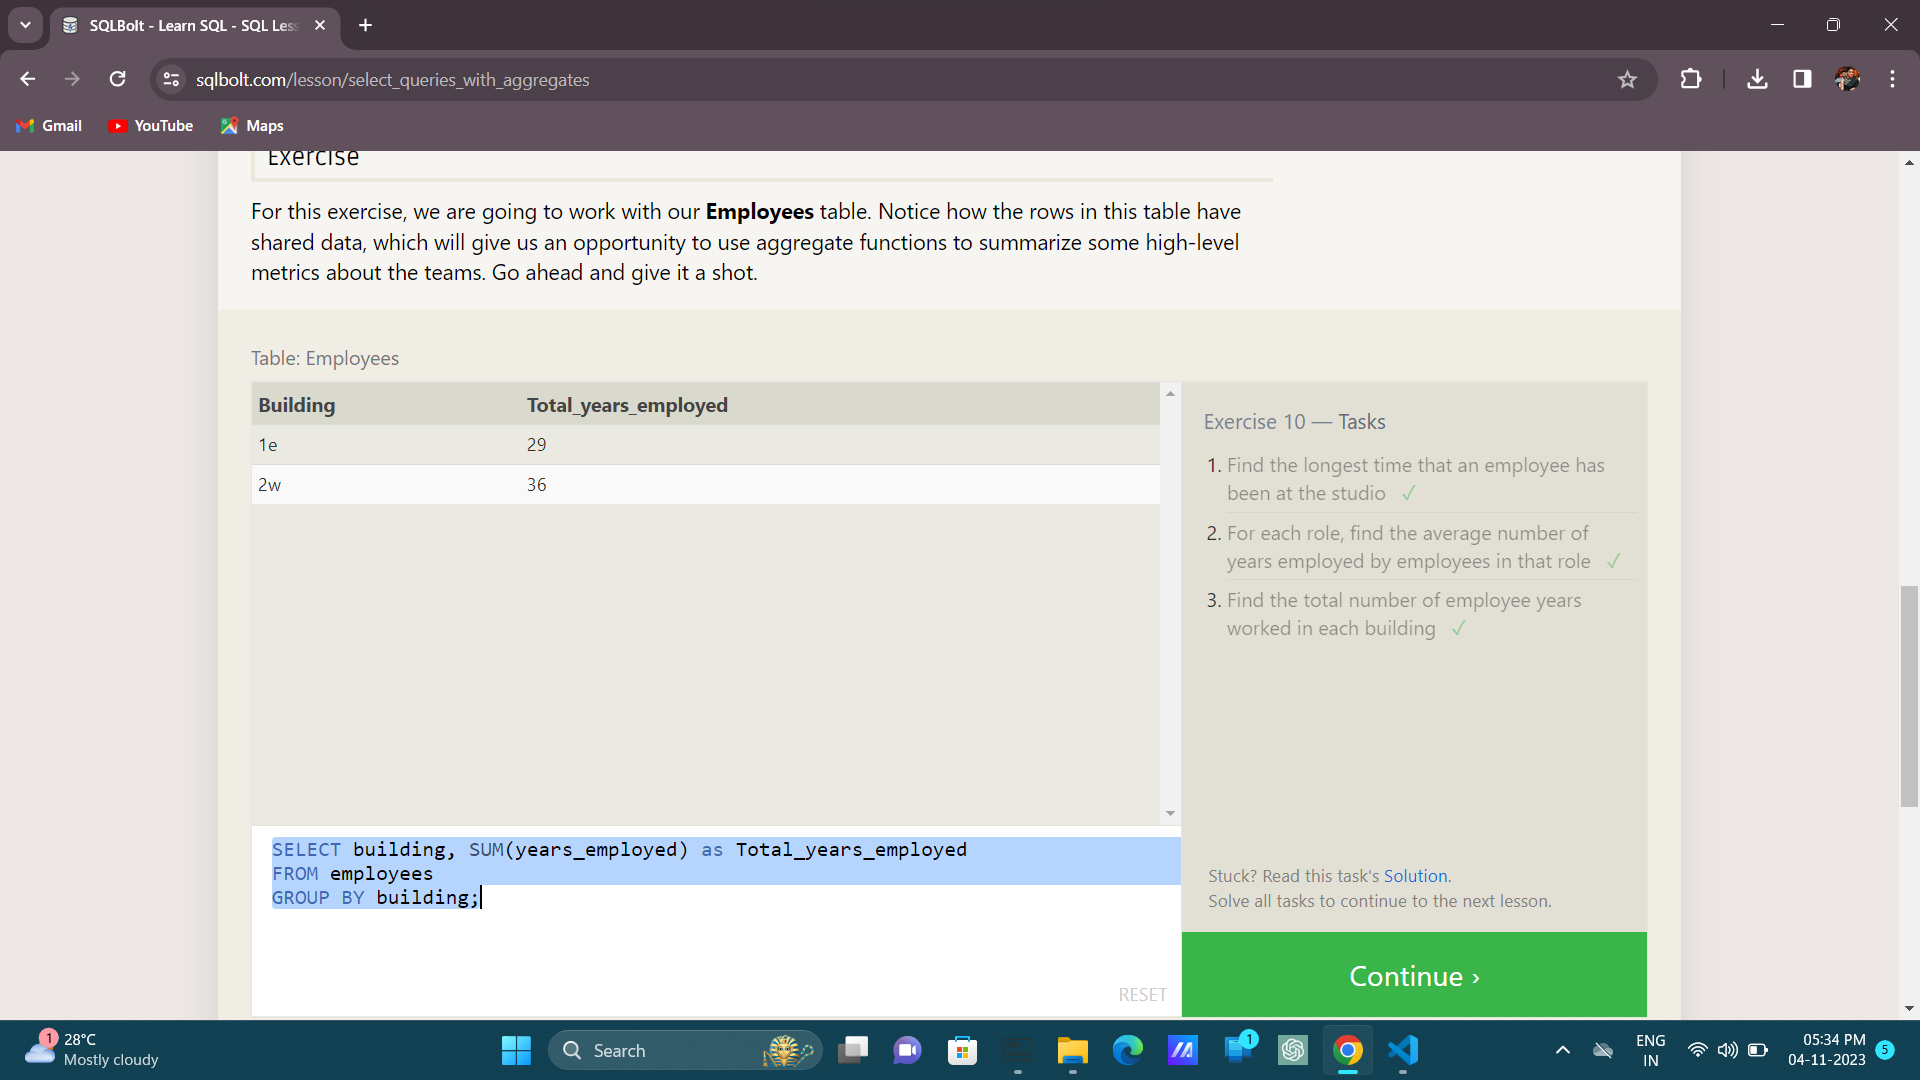 SQLBolt - Learn SQL - SQL Les
sqlbolt.com/lesson/select_queries_with_aggregates
Gmail
YouTube
Maps
Exercise
For this exercise, we are going to work with our Employees table. Notice how the rows in this table have
shared data, which will give us an opportunity to use aggregate functions to summarize some high-level
metrics about the teams. Go ahead and give it a shot.
Table: Employees
Building Total_years_employed
1e 29
2w 36
SELECT building, SUM(years_employed) as Total_years_employed
FROM employees
GROUP BY building;
RESET
Exercise 10 — Tasks
1. Find the longest time that an employee has
been at the studio ✓
2. For each role, find the average number of
years employed by employees in that role ✓
3. Find the total number of employee years
worked in each building ✓
Stuck? Read this task's Solution.
Solve all tasks to continue to the next lesson.
Continue ›
1
28°C
Mostly cloudy
Search
1
ENG
IN
05:34 PM
04-11-2023
5